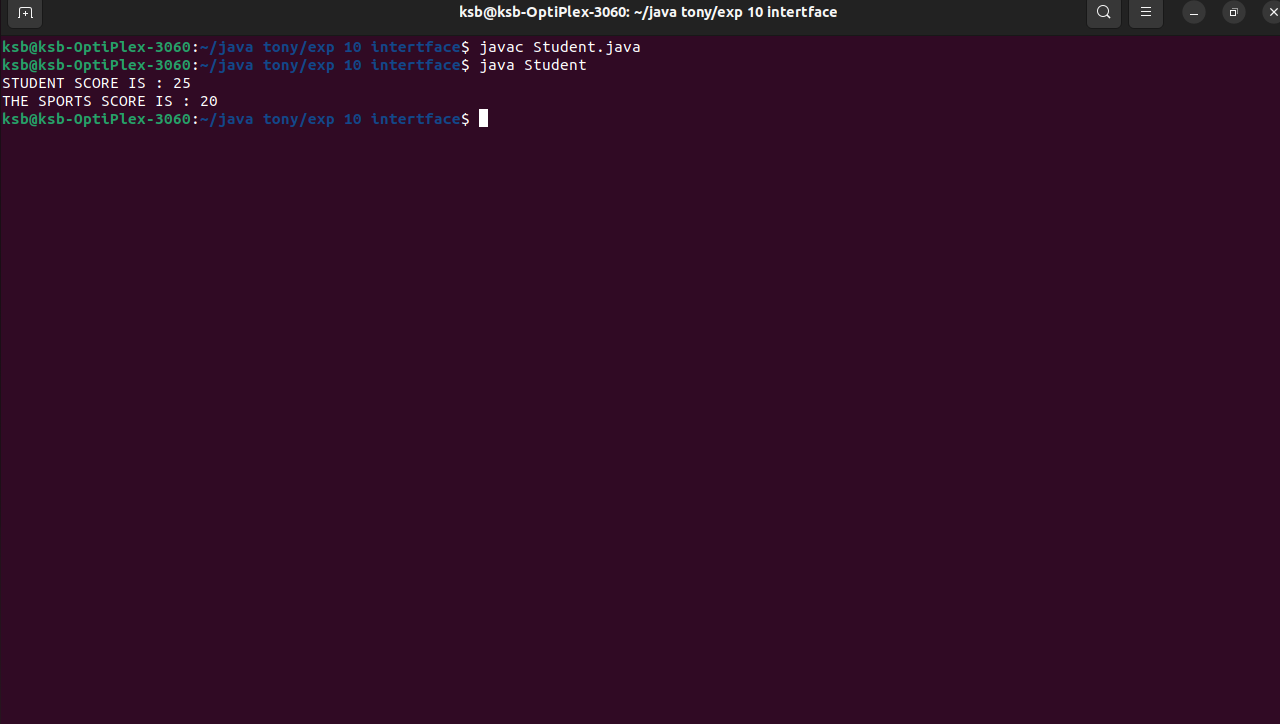 ksb@ksb-OptiPlex-3060: ~/java tony/exp 10 intertface
ksb@ksb-OptiPlex-3060:~/java tony/exp 10 intertface$ javac Student.java
ksb@ksb-OptiPlex-3060:~/java tony/exp 10 intertface$ java Student
STUDENT SCORE IS : 25
THE SPORTS SCORE IS : 20
ksb@ksb-OptiPlex-3060:~/java tony/exp 10 intertface$